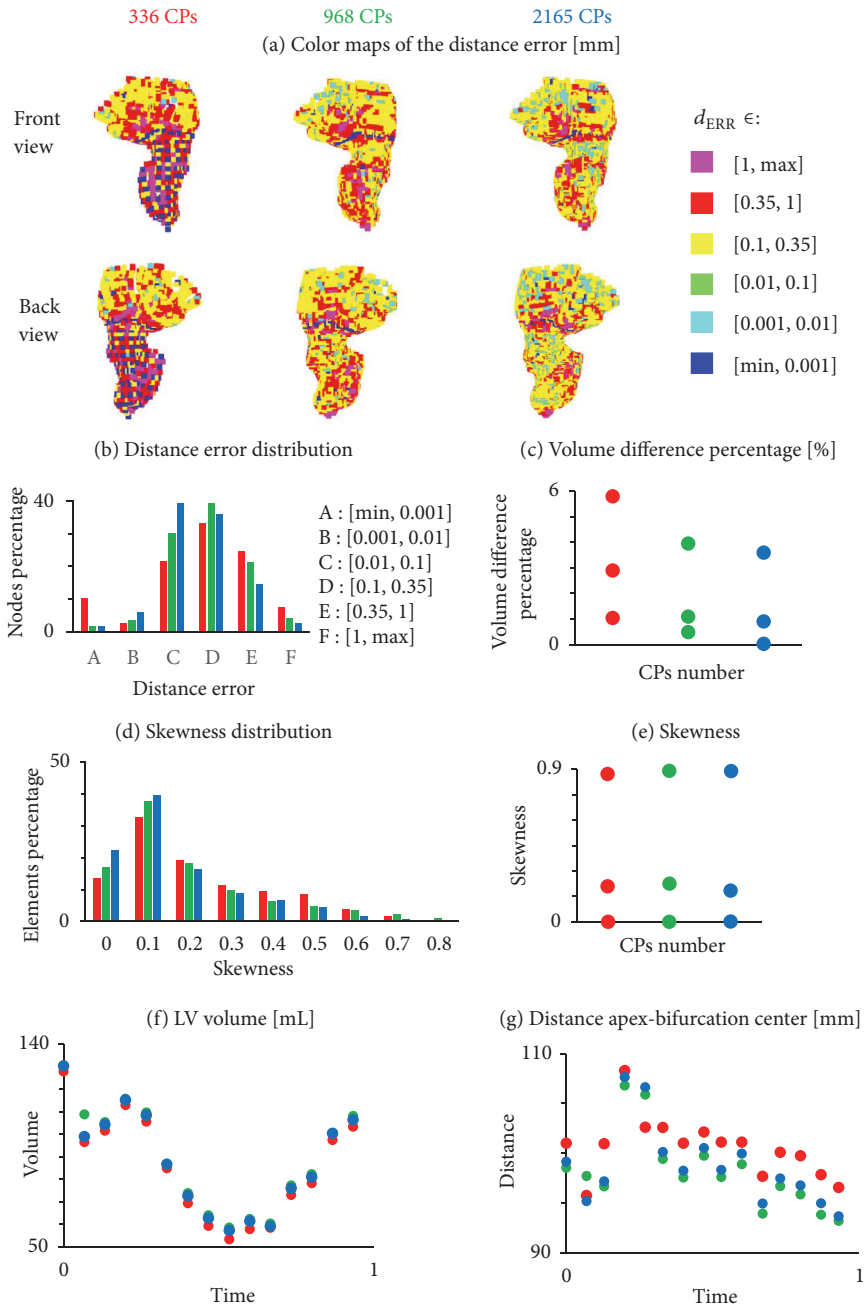 336 CPs 968 CPs 2165 CPs
(a) Color maps of the distance error [mm]
Front
view
Back
view
d_ERR ∈:
[1, max]
[0.35, 1]
[0.1, 0.35]
[0.01, 0.1]
[0.001, 0.01]
[min, 0.001]
(b) Distance error distribution
40
0
Nodes percentage
A B C D E F
Distance error
A : [min, 0.001]
B : [0.001, 0.01]
C : [0.01, 0.1]
D : [0.1, 0.35]
E : [0.35, 1]
F : [1, max]
(c) Volume difference percentage [%]
6
0
Volume difference
percentage
CPs number
(d) Skewness distribution
50
0
Elements percentage
0 0.1 0.2 0.3 0.4 0.5 0.6 0.7 0.8
Skewness
(e) Skewness
0.9
0
Skewness
CPs number
(f) LV volume [mL]
140
50
Volume
0 1
Time
(g) Distance apex-bifurcation center [mm]
110
90
Distance
0 1
Time